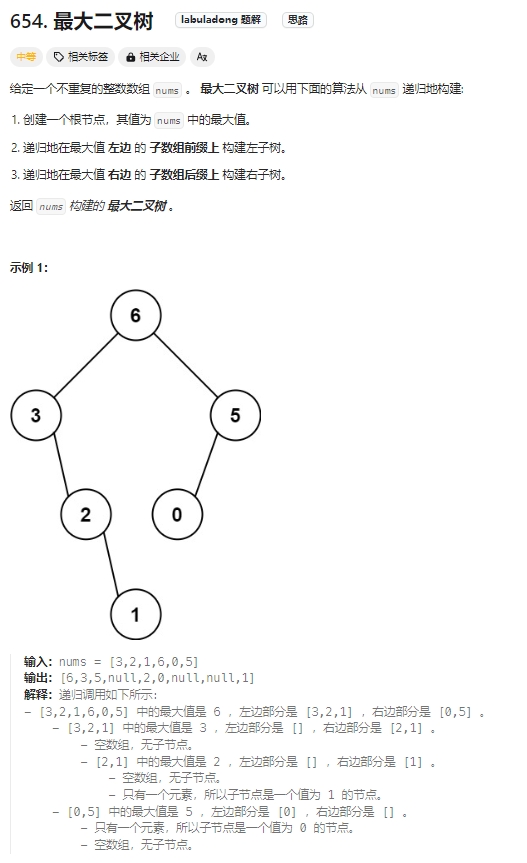 654. 最大二叉树 labuladong 题解 思路
中等 相关标签 相关企业 Aא
给定一个不重复的整数数组 nums 。 最大二叉树 可以用下面的算法从 nums 递归地构建:
1. 创建一个根节点，其值为 nums 中的最大值。
2. 递归地在最大值 左边 的 子数组前缀上 构建左子树。
3. 递归地在最大值 右边 的 子数组后缀上 构建右子树。
返回 nums 构建的 最大二叉树 。
示例 1：
6
3 5
2 0
1
输入：nums = [3,2,1,6,0,5]
输出：[6,3,5,null,2,0,null,null,1]
解释：递归调用如下所示：
- [3,2,1,6,0,5] 中的最大值是 6 ，左边部分是 [3,2,1] ，右边部分是 [0,5] 。
- [3,2,1] 中的最大值是 3 ，左边部分是 [] ，右边部分是 [2,1] 。
- 空数组，无子节点。
- [2,1] 中的最大值是 2 ，左边部分是 [] ，右边部分是 [1] 。
- 空数组，无子节点。
- 只有一个元素，所以子节点是一个值为 1 的节点。
- [0,5] 中的最大值是 5 ，左边部分是 [0] ，右边部分是 [] 。
- 只有一个元素，所以子节点是一个值为 0 的节点。
- 空数组，无子节点。